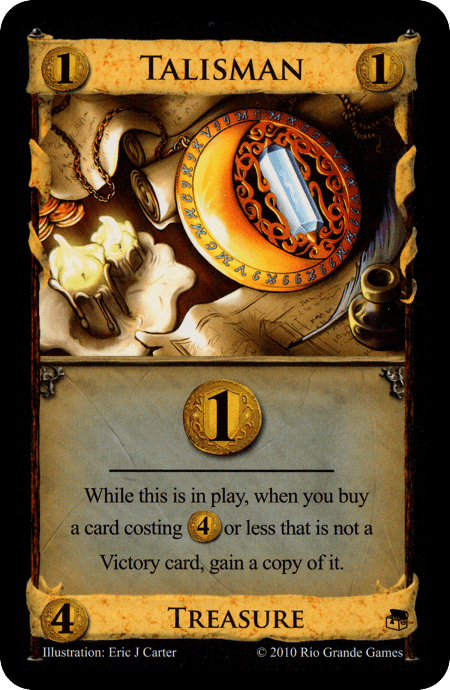 1 TALISMAN 1
1
While this is in play, when you buy
a card costing 4 or less that is not a
Victory card, gain a copy of it.
4 TREASURE
Illustration: Eric J Carter © 2010 Rio Grande Games